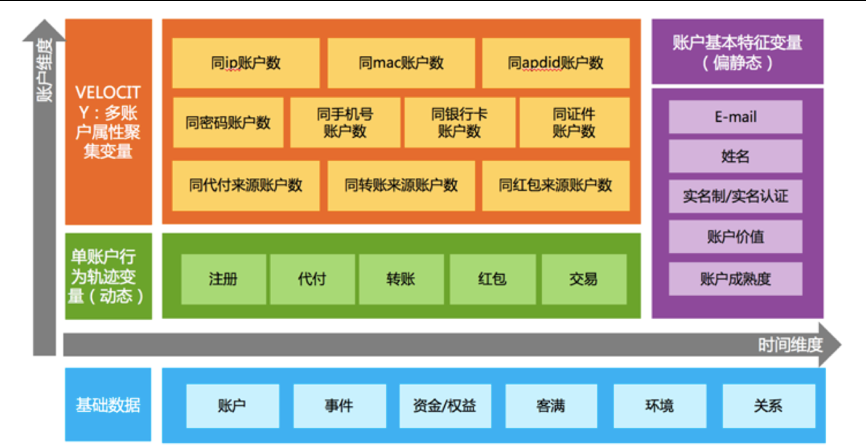 账户维度
VELOCIT
Y：多账
户属性聚
集变量
同ip账户数
同mac账户数
同apdid账户数
同密码账户数
同手机号
账户数
同银行卡
账户数
同证件
账户数
同代付来源账户数
同转账来源账户数
同红包来源账户数
账户基本特征变量
（偏静态）
E-mail
姓名
实名制/实名认证
账户价值
账户成熟度
单账户行
为轨迹变
量（动态）
注册
代付
转账
红包
交易
时间维度
基础数据
账户
事件
资金/权益
客满
环境
关系